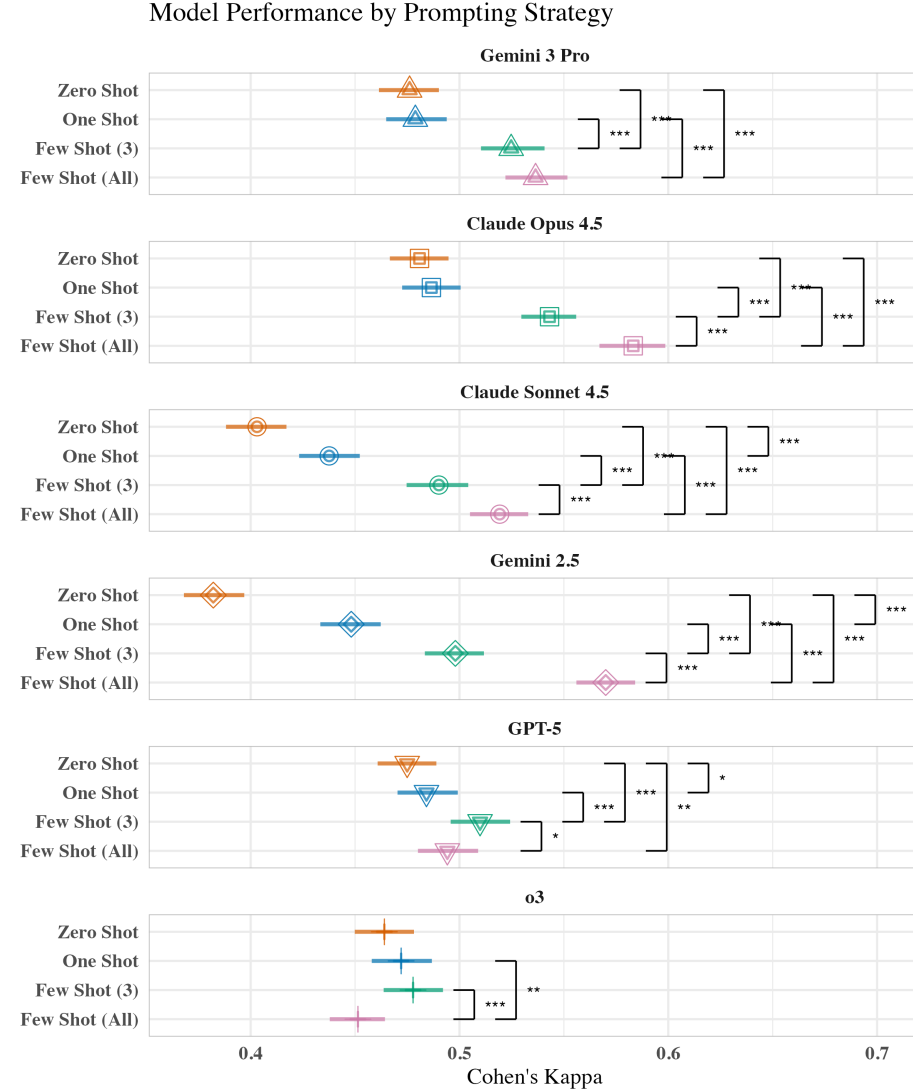 Model Performance by Prompting Strategy
Gemini 3 Pro
Zero Shot
One Shot
Few Shot (3)
Few Shot (All)
***
***
***
***
Claude Opus 4.5
Zero Shot
One Shot
Few Shot (3)
Few Shot (All)
***
***
***
***
***
Claude Sonnet 4.5
Zero Shot
One Shot
Few Shot (3)
Few Shot (All)
***
***
***
***
***
***
Gemini 2.5
Zero Shot
One Shot
Few Shot (3)
Few Shot (All)
***
***
***
***
***
***
GPT-5
Zero Shot
One Shot
Few Shot (3)
Few Shot (All)
*
***
***
**
*
o3
Zero Shot
One Shot
Few Shot (3)
Few Shot (All)
**
***
0.4 0.5 0.6 0.7
Cohen's Kappa